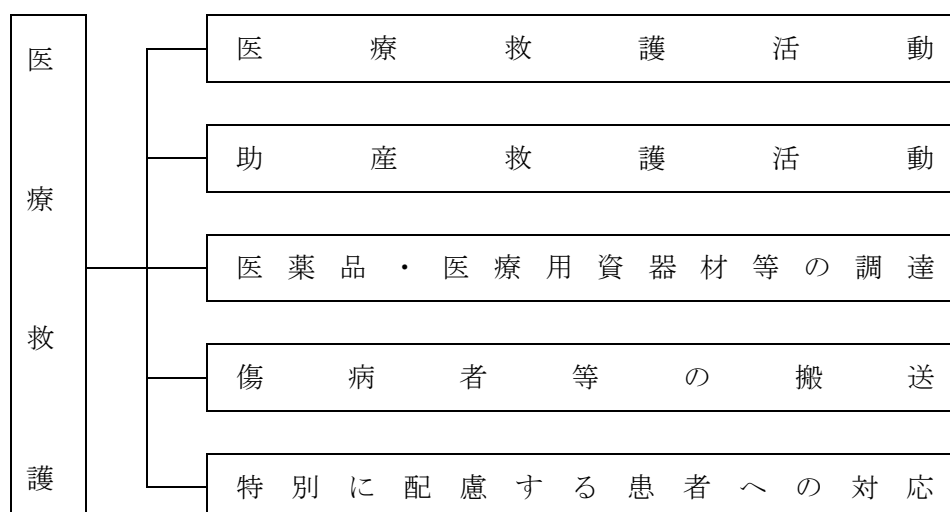 医療救護
医療救護活動
助産救護活動
医薬品・医療用資器材等の調達
傷病者等の搬送
特別に配慮する患者への対応